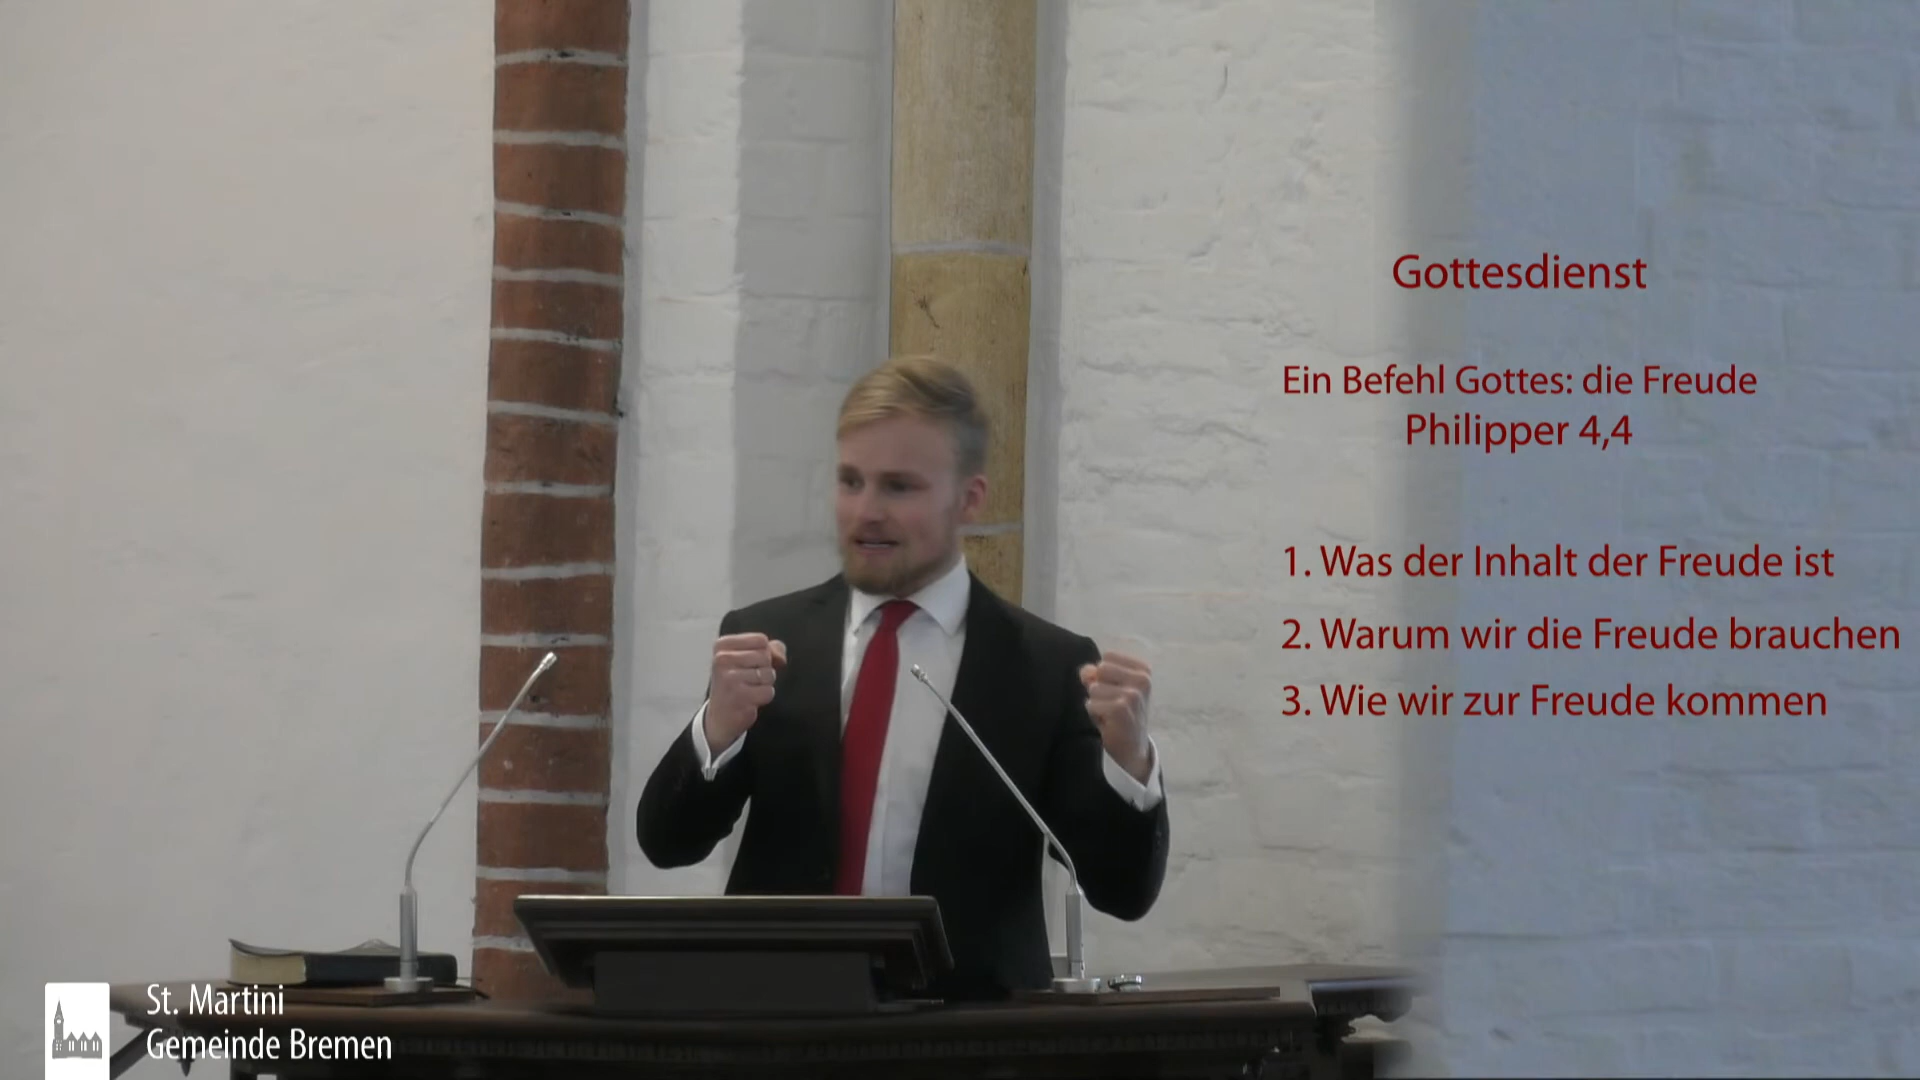 Gottesdienst
Ein Befehl Gottes: die Freude
Philipper 4,4
1. Was der Inhalt der Freude ist
2. Warum wir die Freude brauchen
3. Wie wir zur Freude kommen
St. Martini
Gemeinde Bremen